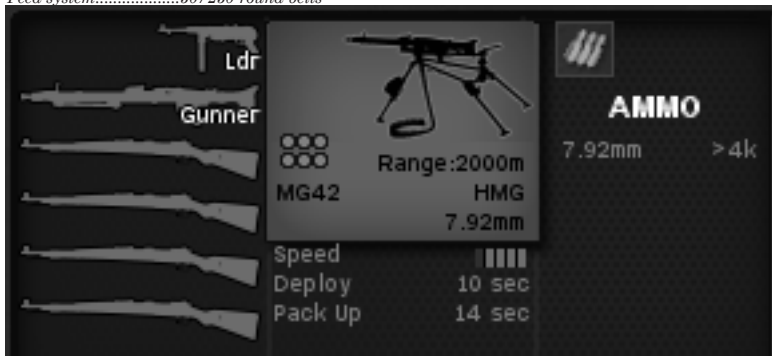 Feed system....................50/250 round belts
Ldr
Gunner
Range:2000m
MG42 HMG
7.92mm
Speed
Deploy 10 sec
Pack Up 14 sec
AMMO
7.92mm >4k